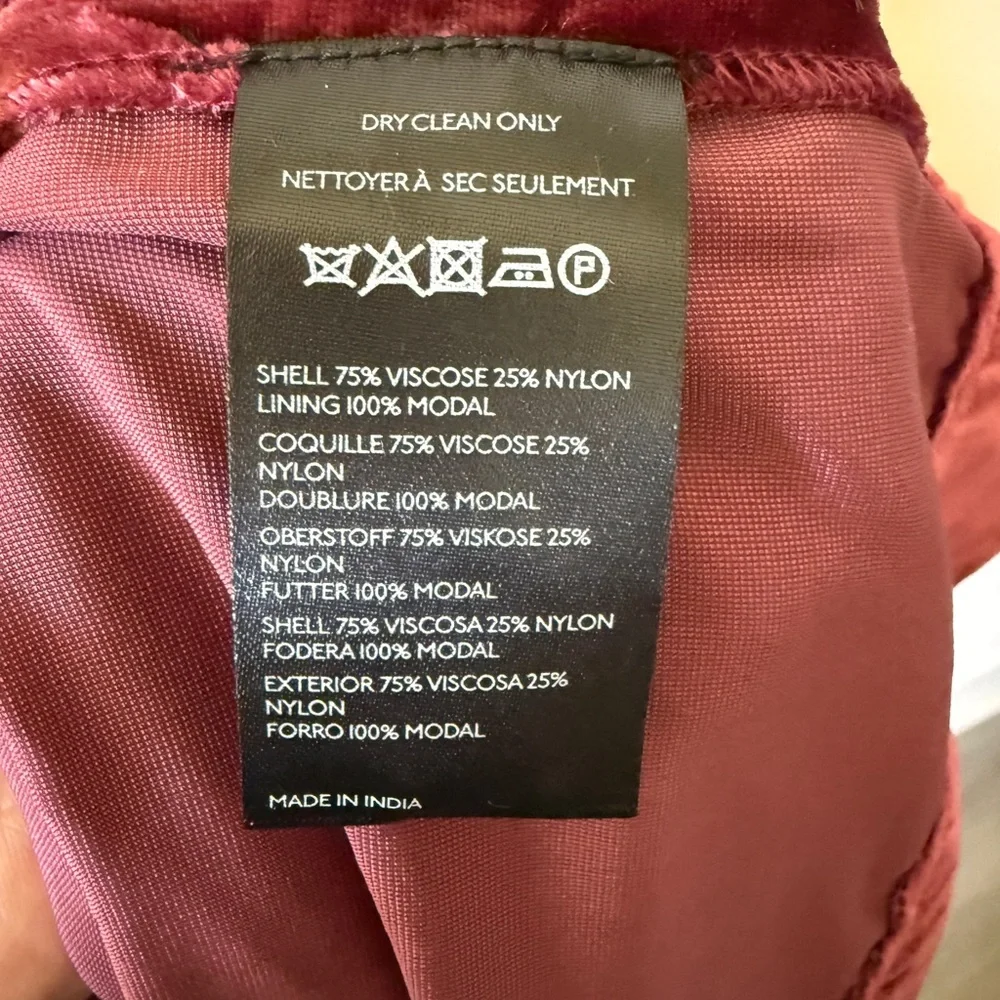 DRY CLEAN ONLY
NETTOYER À SEC SEULEMENT
P
SHELL 75% VISCOSE 25% NYLON
LINING 100% MODAL
COQUILLE 75% VISCOSE 25%
NYLON
DOUBLURE 100% MODAL
OBERSTOFF 75% VISKOSE 25%
NYLON
FUTTER 100% MODAL
SHELL 75% VISCOSA 25% NYLON
FODERA 100% MODAL
EXTERIOR 75% VISCOSA 25%
NYLON
FORRO 100% MODAL
MADE IN INDIA